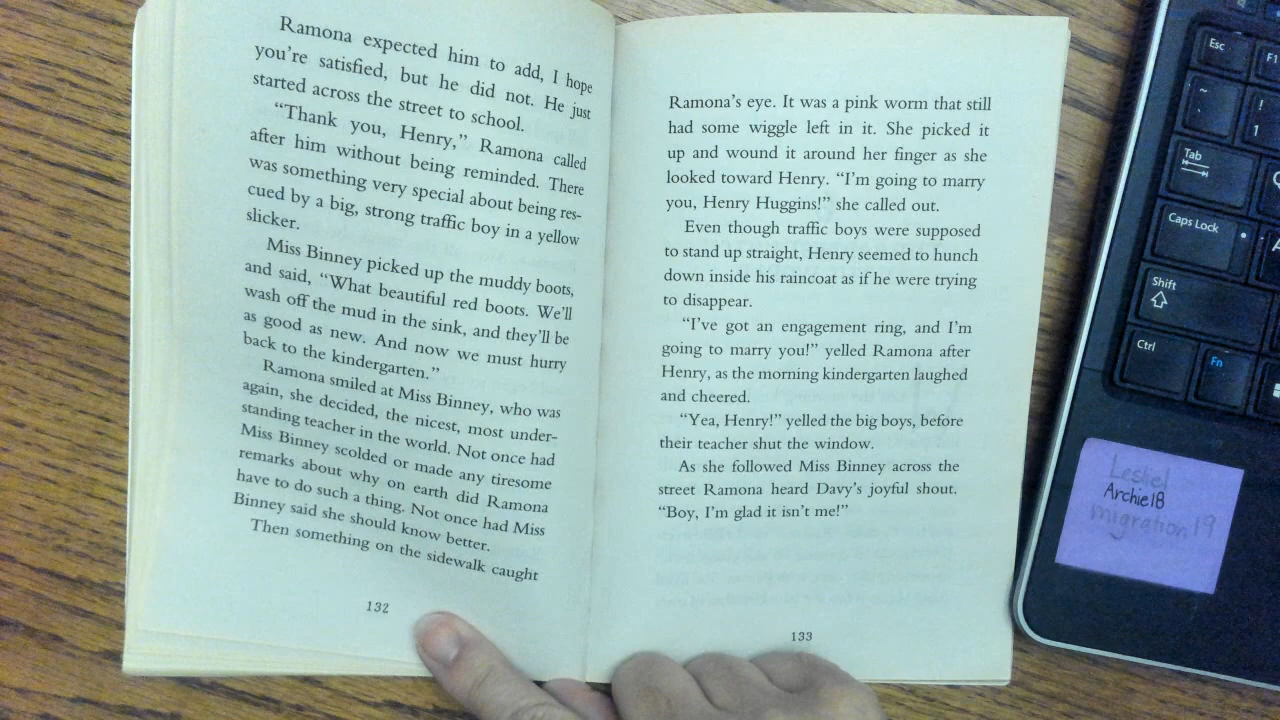 Ramona expected him to add, I hope
you're satisfied, but he did not. He just
started across the street to school.
"Thank you, Henry," Ramona called
after him without being reminded. There
was something very special about being res-
cued by a big, strong traffic boy in a yellow
slicker.
Miss Binney picked up the muddy boots,
and said, "What beautiful red boots. We'll
wash off the mud in the sink, and they'll be
as good as new. And now we must hurry
back to the kindergarten."
Ramona smiled at Miss Binney, who was
again, she decided, the nicest, most under-
standing teacher in the world. Not once had
Miss Binney scolded or made any tiresome
remarks about why on earth did Ramona
have to do such a thing. Not once had Miss
Binney said she should know better.
Then something on the sidewalk caught
132
Ramona's eye. It was a pink worm that still
had some wiggle left in it. She picked it
up and wound it around her finger as she
looked toward Henry. "I'm going to marry
you, Henry Huggins!" she called out.
Even though traffic boys were supposed
to stand up straight, Henry seemed to hunch
down inside his raincoat as if he were trying
to disappear.
"I've got an engagement ring, and I'm
going to marry you!" yelled Ramona after
Henry, as the morning kindergarten laughed
and cheered.
"Yea, Henry!" yelled the big boys, before
their teacher shut the window.
As she followed Miss Binney across the
street Ramona heard Davy's joyful shout.
"Boy, I'm glad it isn't me!"
133
Esc
F1
~ !
` 1
Tab
Caps Lock
Shift
Ctrl
Fn
Archie18
migration19